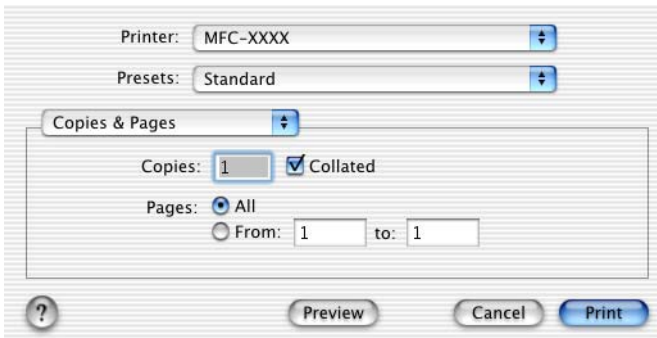 Printer: MFC-XXXX
Presets: Standard
Copies & Pages
Copies: 1 Collated
Pages: All
From: 1 to: 1
? Preview Cancel Print